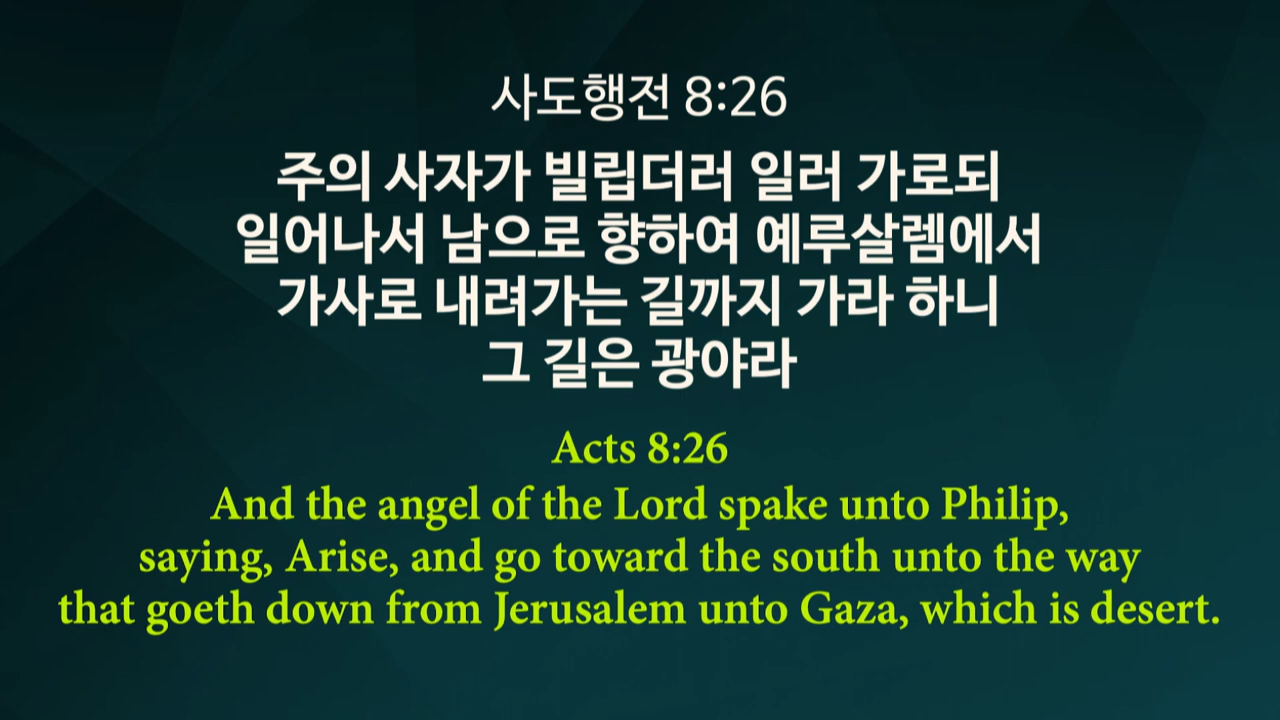 사도행전 8:26
주의 사자가 빌립더러 일러 가로되
일어나서 남으로 향하여 예루살렘에서
가사로 내려가는 길까지 가라 하니
그 길은 광야라
Acts 8:26
And the angel of the Lord spake unto Philip,
saying, Arise, and go toward the south unto the way
that goeth down from Jerusalem unto Gaza, which is desert.